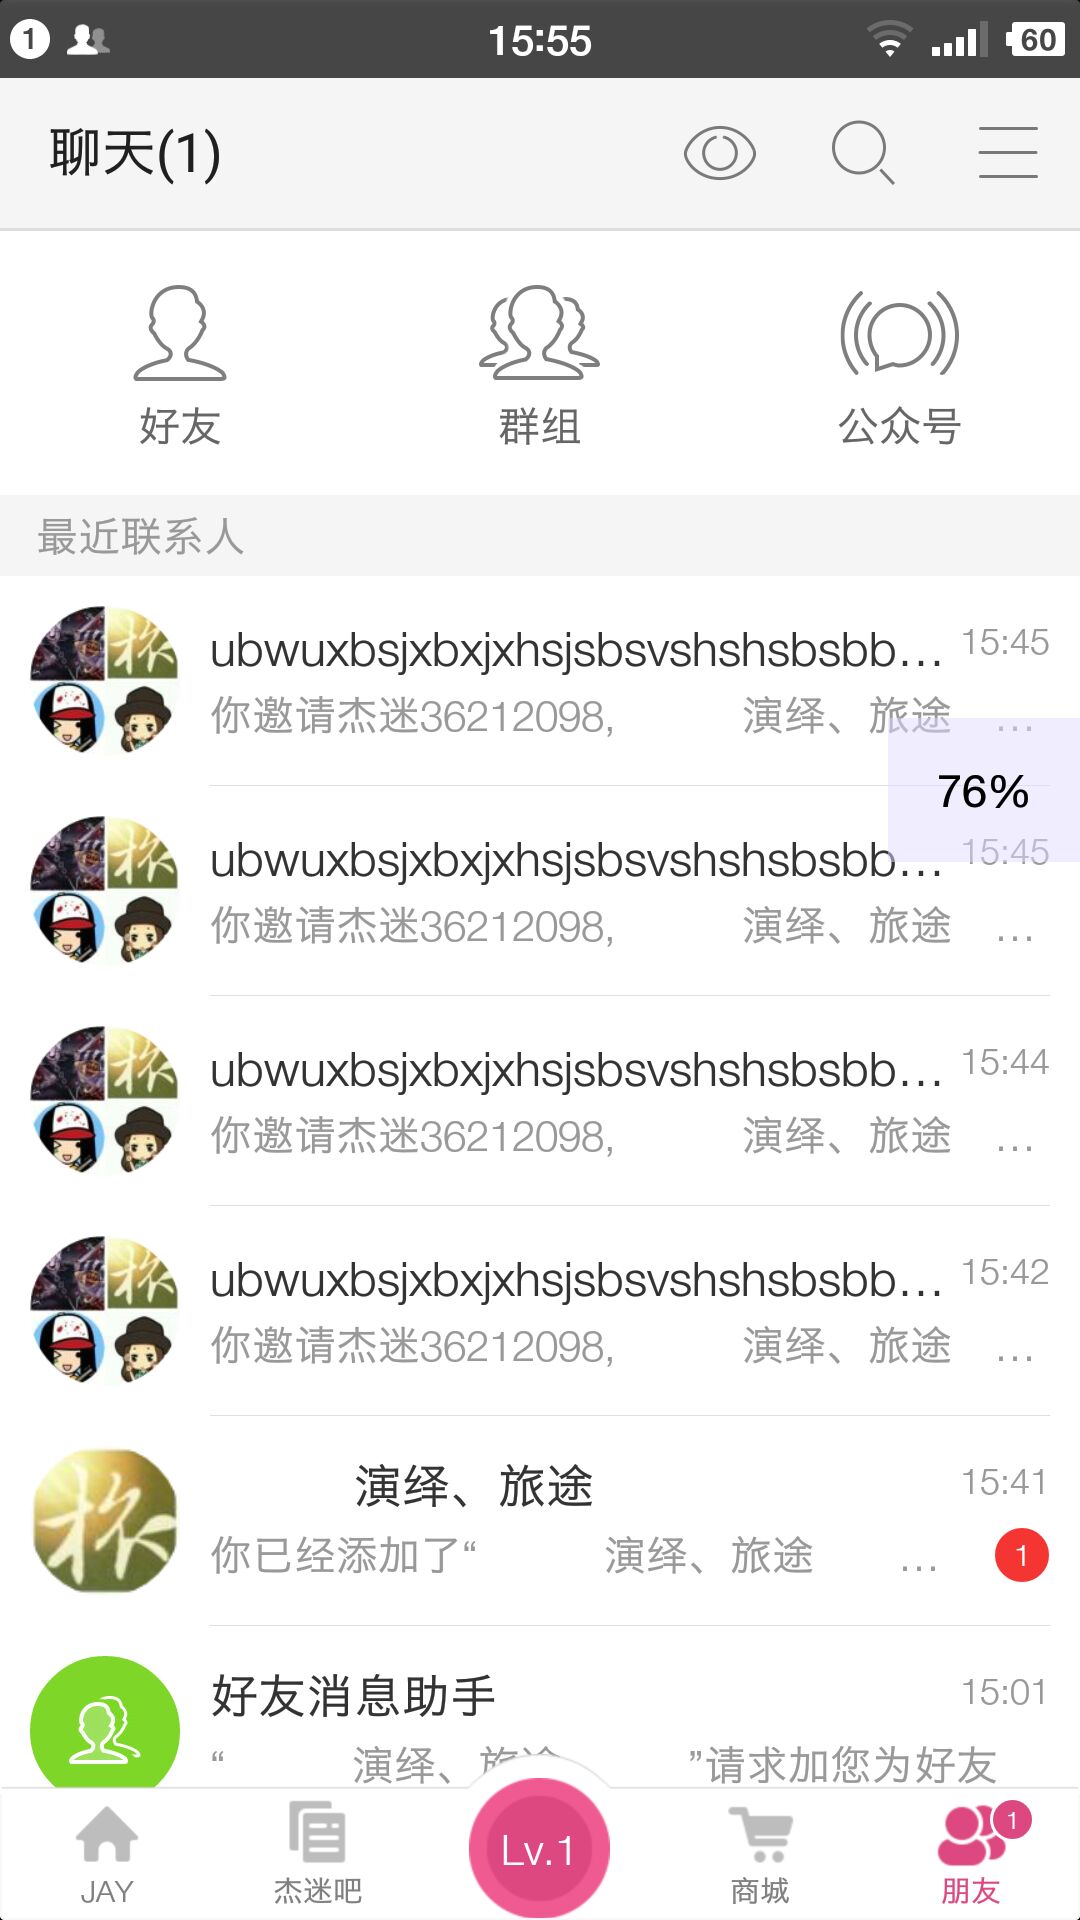 1
15:55
60
聊天(1)
好友
群组
公众号
最近联系人
ubwuxbsjxbxjxhsjsbsvshshsbsbb… 15:45
你邀请杰迷36212098, 演绎、旅途 …
76%
ubwuxbsjxbxjxhsjsbsvshshsbsbb… 15:45
你邀请杰迷36212098, 演绎、旅途 …
ubwuxbsjxbxjxhsjsbsvshshsbsbb… 15:44
你邀请杰迷36212098, 演绎、旅途 …
ubwuxbsjxbxjxhsjsbsvshshsbsbb… 15:42
你邀请杰迷36212098, 演绎、旅途 …
旅
演绎、旅途 15:41
你已经添加了“ 演绎、旅途 … 1
好友消息助手 15:01
“ 演绎、旅途 ”请求加您为好友
JAY
杰迷吧
Lv.1
商城
1
朋友